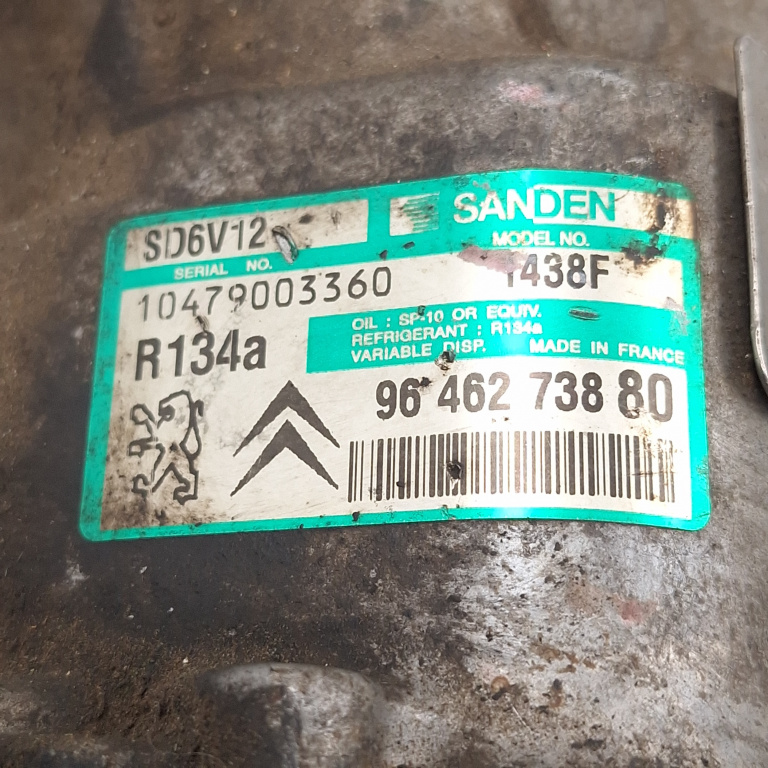 SANDEN
SD6V12
MODEL NO.
SERIAL NO.
1438F
10479003360
OIL : SP-10 OR EQUIV.
REFRIGERANT : R134a
VARIABLE DISP. MADE IN FRANCE
R134a
96 462 738 80